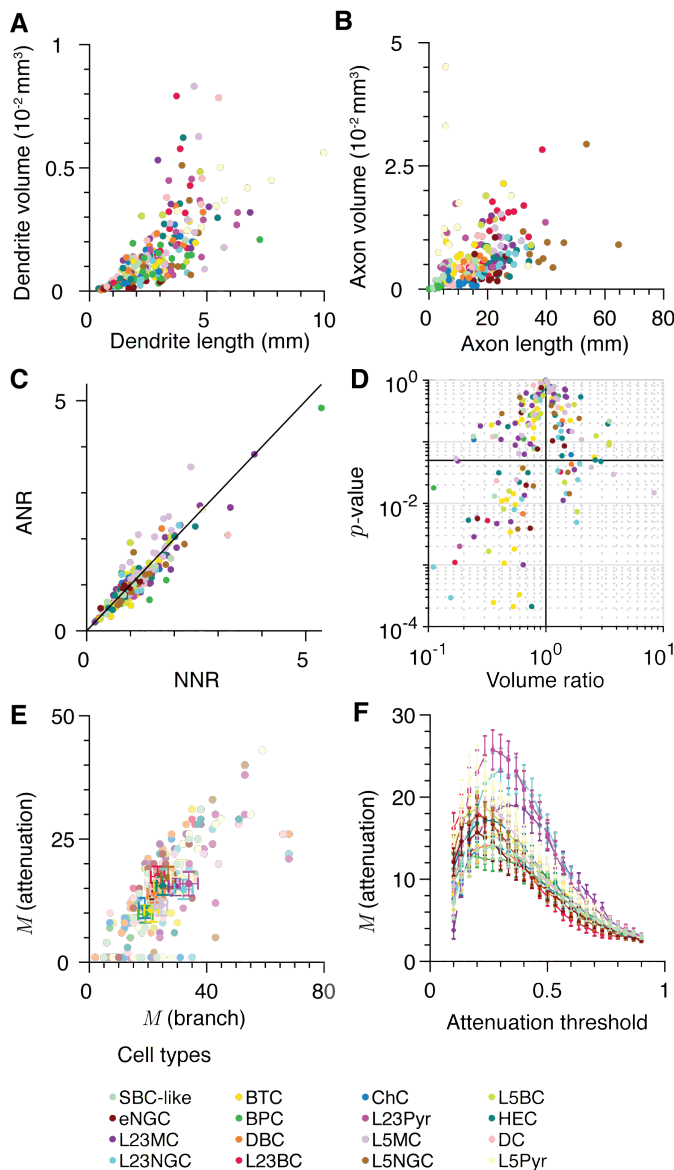 A
B
1
0.5
0
Dendrite volume (10⁻² mm³)
0
5
10
Dendrite length (mm)
5
2.5
0
Axon volume (10⁻² mm³)
0
20
40
60
80
Axon length (mm)
C
D
5
0
ANR
0
5
NNR
10⁰
10⁻²
10⁻⁴
p-value
10⁻¹
10⁰
10¹
Volume ratio
E
F
50
25
0
M (attenuation)
0
40
80
M (branch)
30
20
10
0
M (attenuation)
0
0.5
1
Attenuation threshold
Cell types
SBC-like
BTC
ChC
L5BC
eNGC
BPC
L23Pyr
HEC
L23MC
DBC
L5MC
DC
L23NGC
L23BC
L5NGC
L5Pyr